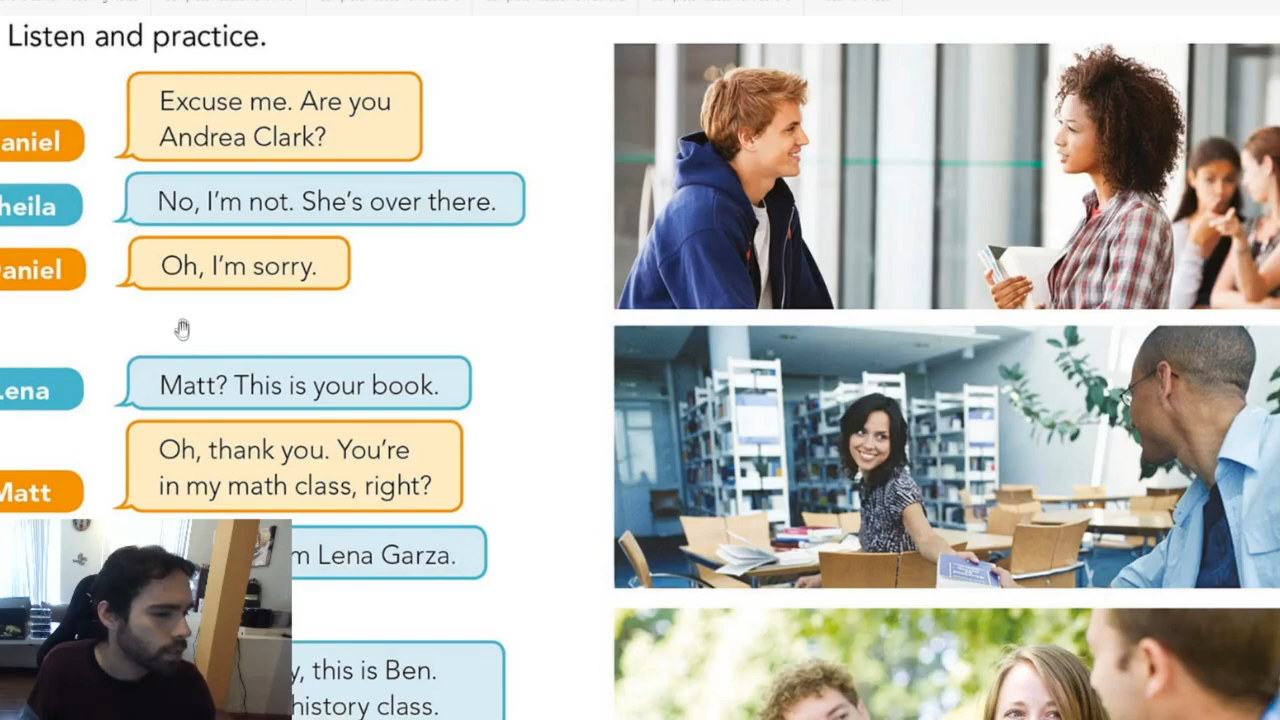 Listen and practice.
Excuse me. Are you
Andrea Clark?
aniel
heila
No, I'm not. She's over there.
aniel
Oh, I'm sorry.
Lena
Matt? This is your book.
Oh, thank you. You're
in my math class, right?
Matt
m Lena Garza.
y, this is Ben.
history class.